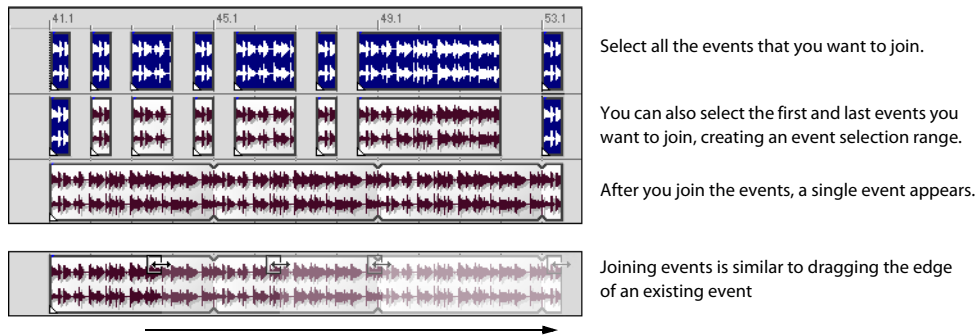 41.1 45.1 49.1 53.1
Select all the events that you want to join.
You can also select the first and last events you
want to join, creating an event selection range.
After you join the events, a single event appears.
Joining events is similar to dragging the edge
of an existing event